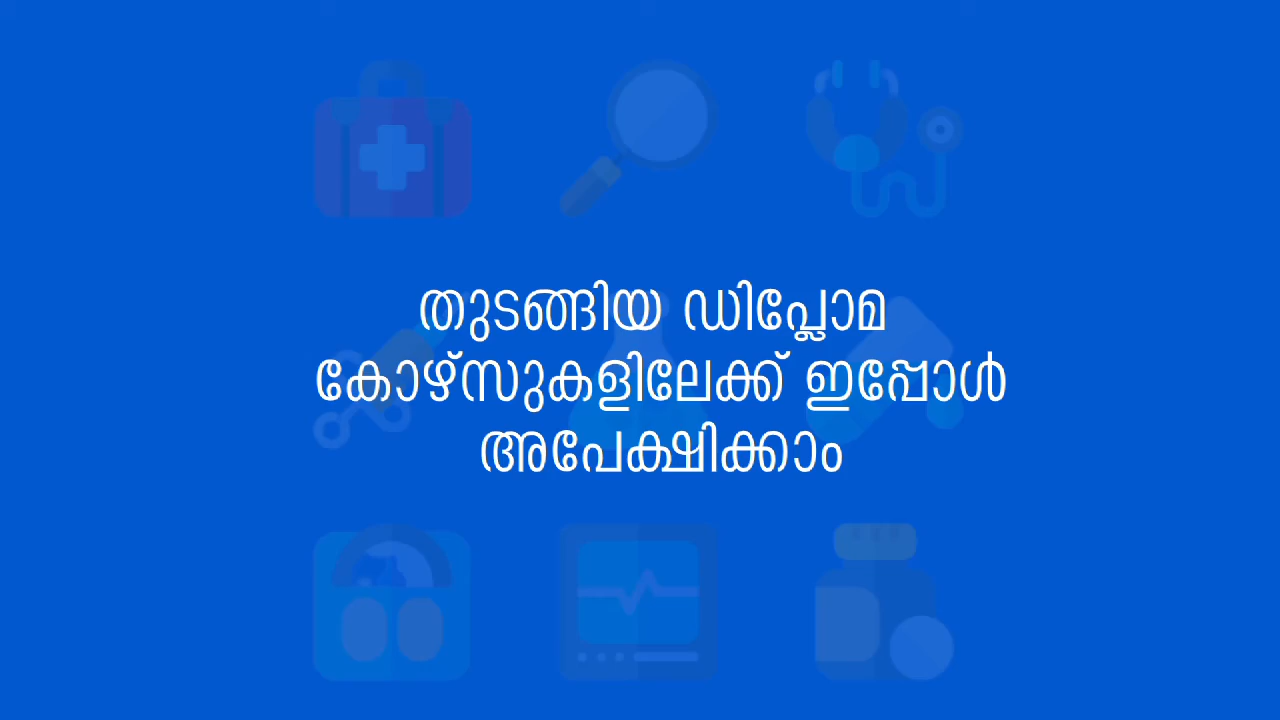 തുടങ്ങിയ ഡിപ്ലോമ
കോഴ്സുകളിലേക്ക് ഇപ്പോൾ
അപേക്ഷിക്കാം